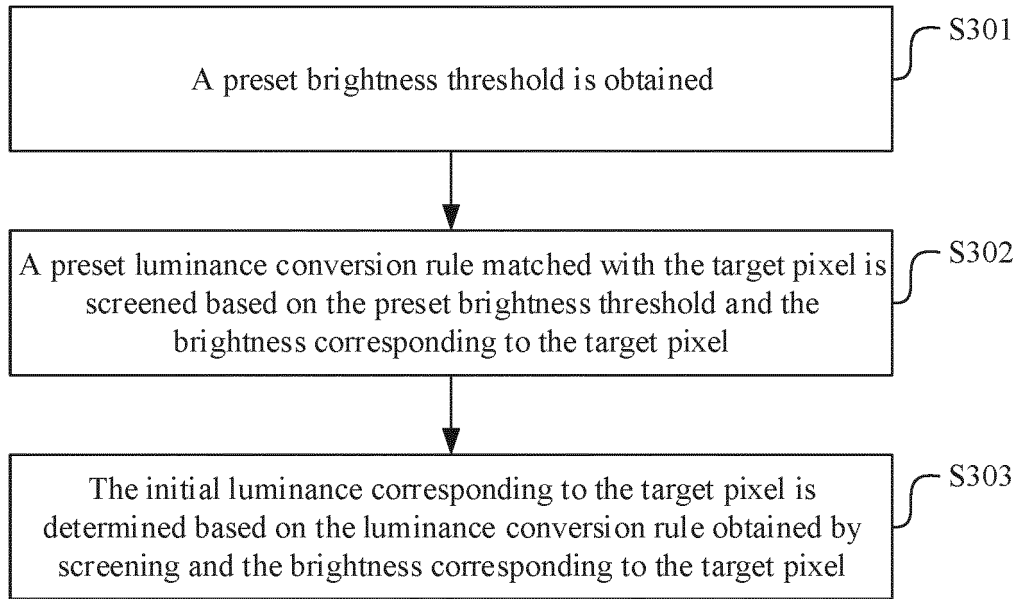 A preset brightness threshold is obtained
S301
A preset luminance conversion rule matched with the target pixel is
screened based on the preset brightness threshold and the
brightness corresponding to the target pixel
S302
The initial luminance corresponding to the target pixel is
determined based on the luminance conversion rule obtained by
screening and the brightness corresponding to the target pixel
S303